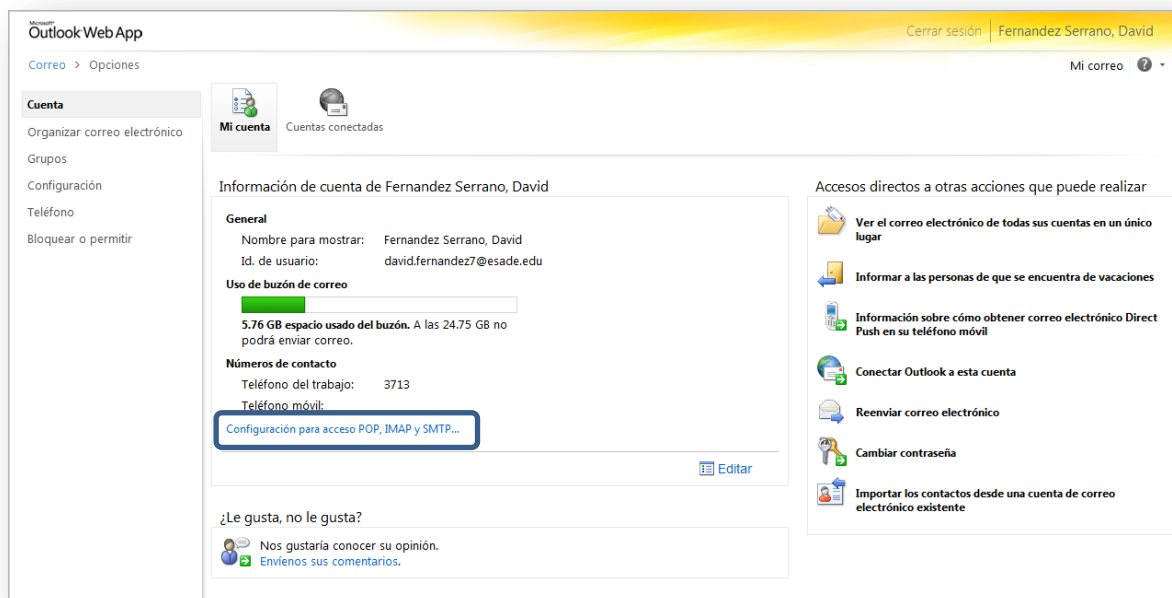 Microsoft®
Outlook Web App
Cerrar sesión
Fernandez Serrano, David
Correo > Opciones
Mi correo
?
Cuenta
Organizar correo electrónico
Grupos
Configuración
Teléfono
Bloquear o permitir
Mi cuenta
Cuentas conectadas
Información de cuenta de Fernandez Serrano, David
General
Nombre para mostrar: Fernandez Serrano, David
Id. de usuario: david.fernandez7@esade.edu
Uso de buzón de correo
5.76 GB espacio usado del buzón. A las 24.75 GB no
podrá enviar correo.
Números de contacto
Teléfono del trabajo: 3713
Teléfono móvil:
Configuración para acceso POP, IMAP y SMTP...
Editar
¿Le gusta, no le gusta?
Nos gustaría conocer su opinión.
Envíenos sus comentarios.
Accesos directos a otras acciones que puede realizar
Ver el correo electrónico de todas sus cuentas en un único
lugar
Informar a las personas de que se encuentra de vacaciones
Información sobre cómo obtener correo electrónico Direct
Push en su teléfono móvil
Conectar Outlook a esta cuenta
Reenviar correo electrónico
Cambiar contraseña
Importar los contactos desde una cuenta de correo
electrónico existente